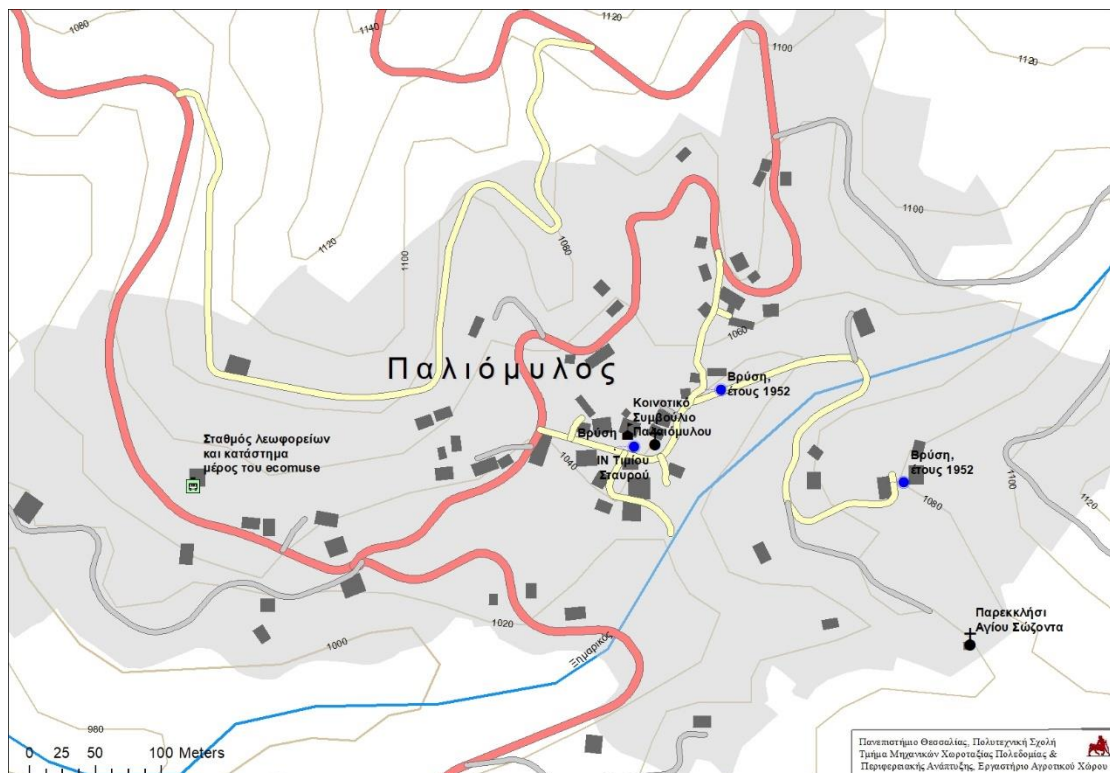 1080
1140
1120
1100
1120
1100
1120
1100
1080
1060
Παλιόμυλος
Βρύση,
έτους 1952
Κοινοτικό
Συμβούλιο
Παλαιόμυλου
Βρύση
ΙΝ Τιμίου
Σταυρού
1040
Σταθμός λεωφορείων
και κατάστημα
μέρος του ecomuse
Βρύση,
έτους 1952
1080
1100
1120
Παρεκκλήσι
Αγίου Σώζοντα
1020
1000
Ξημαρικός
980
0 25 50 100 Meters
Πανεπιστήμιο Θεσσαλίας, Πολυτεχνική Σχολή
Τμήμα Μηχανικών Χωροταξίας Πολεοδομίας &
Περιφερειακής Ανάπτυξης, Εργαστήριο Αγροτικού Χώρου